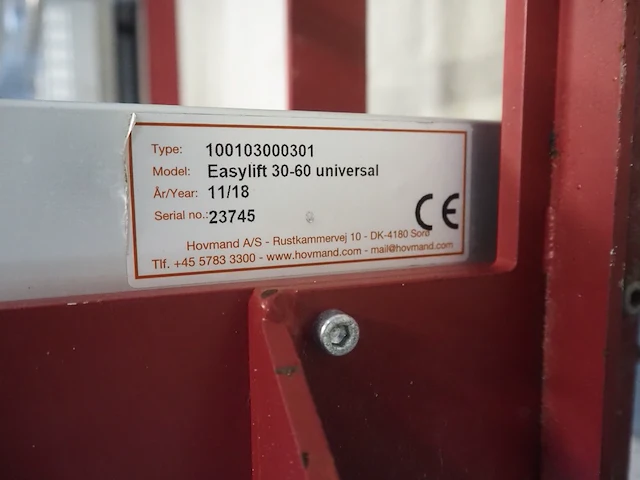 Type: 100103000301
Model: Easylift 30-60 universal
År/Year: 11/18
Serial no.: 23745
CE
Hovmand A/S - Rustkammervej 10 - DK-4180 Sorø
Tlf. +45 5783 3300 - www.hovmand.com - mail@hovmand.com